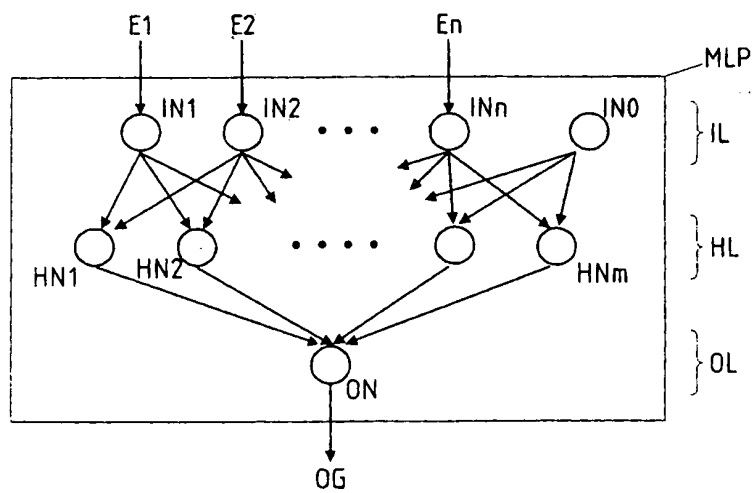 E1 E2 En
MLP
IN1 IN2 INn IN0 IL
HN1 HN2 HNm HL
ON OL
OG